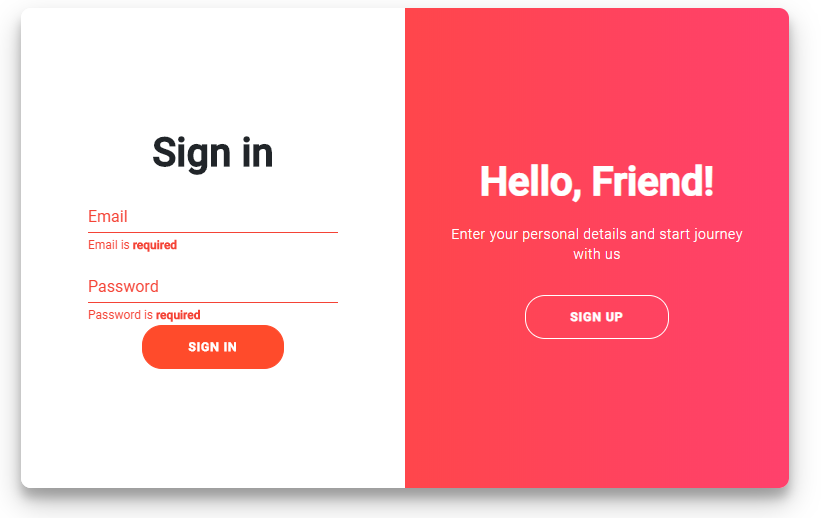 Sign in
Email
Email is required
Password
Password is required
SIGN IN
Hello, Friend!
Enter your personal details and start journey
with us
SIGN UP